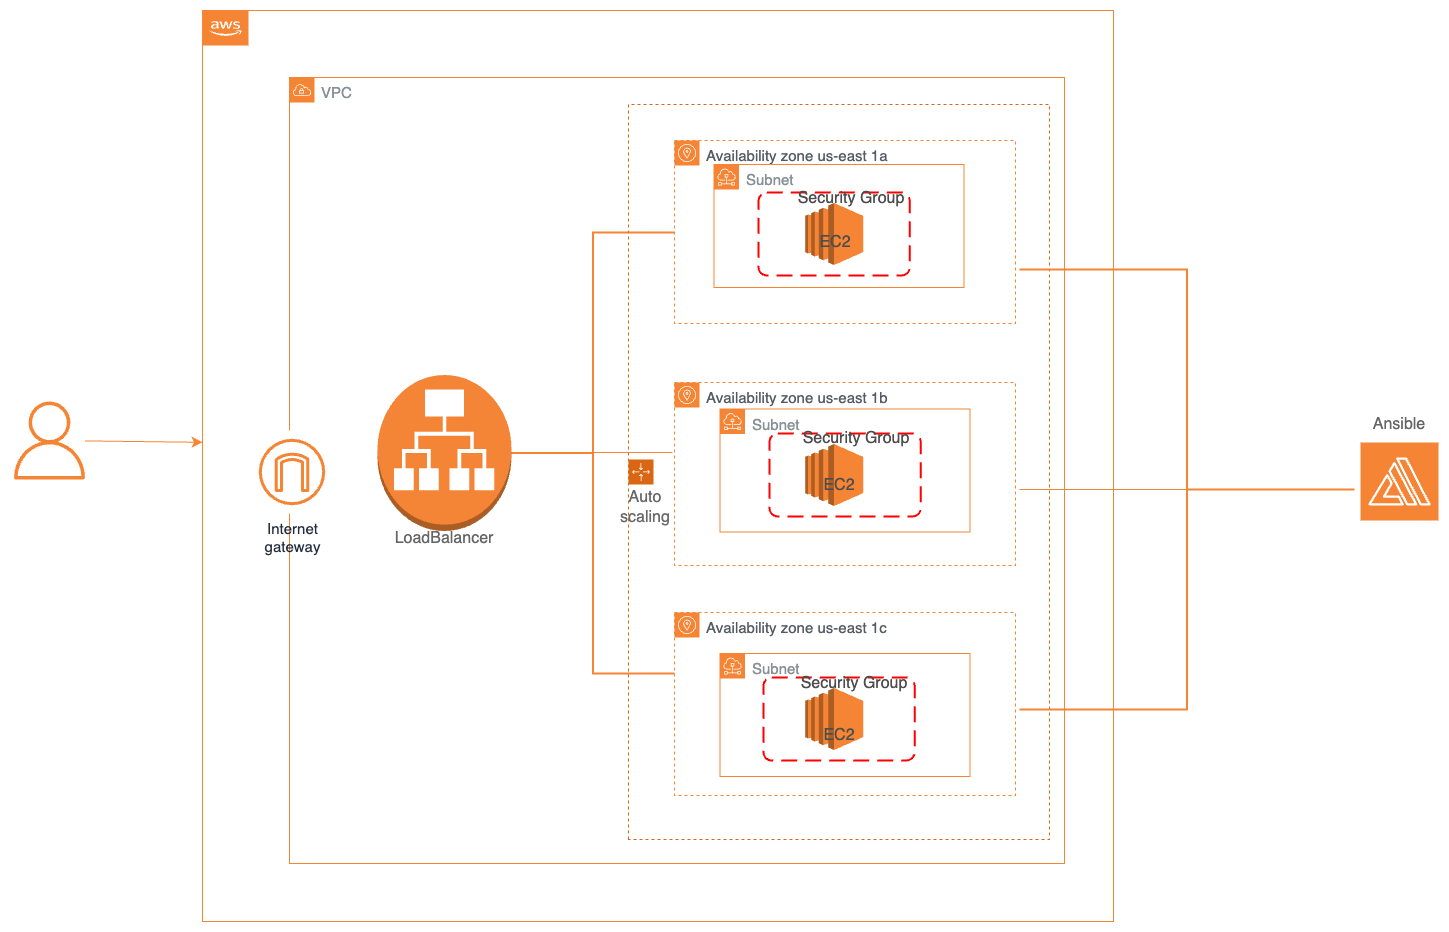 aws
VPC
Availability zone us-east 1a
Subnet
Security Group
EC2
Availability zone us-east 1b
Subnet
Security Group
EC2
Auto
scaling
Internet
gateway
LoadBalancer
Ansible
Availability zone us-east 1c
Subnet
Security Group
EC2